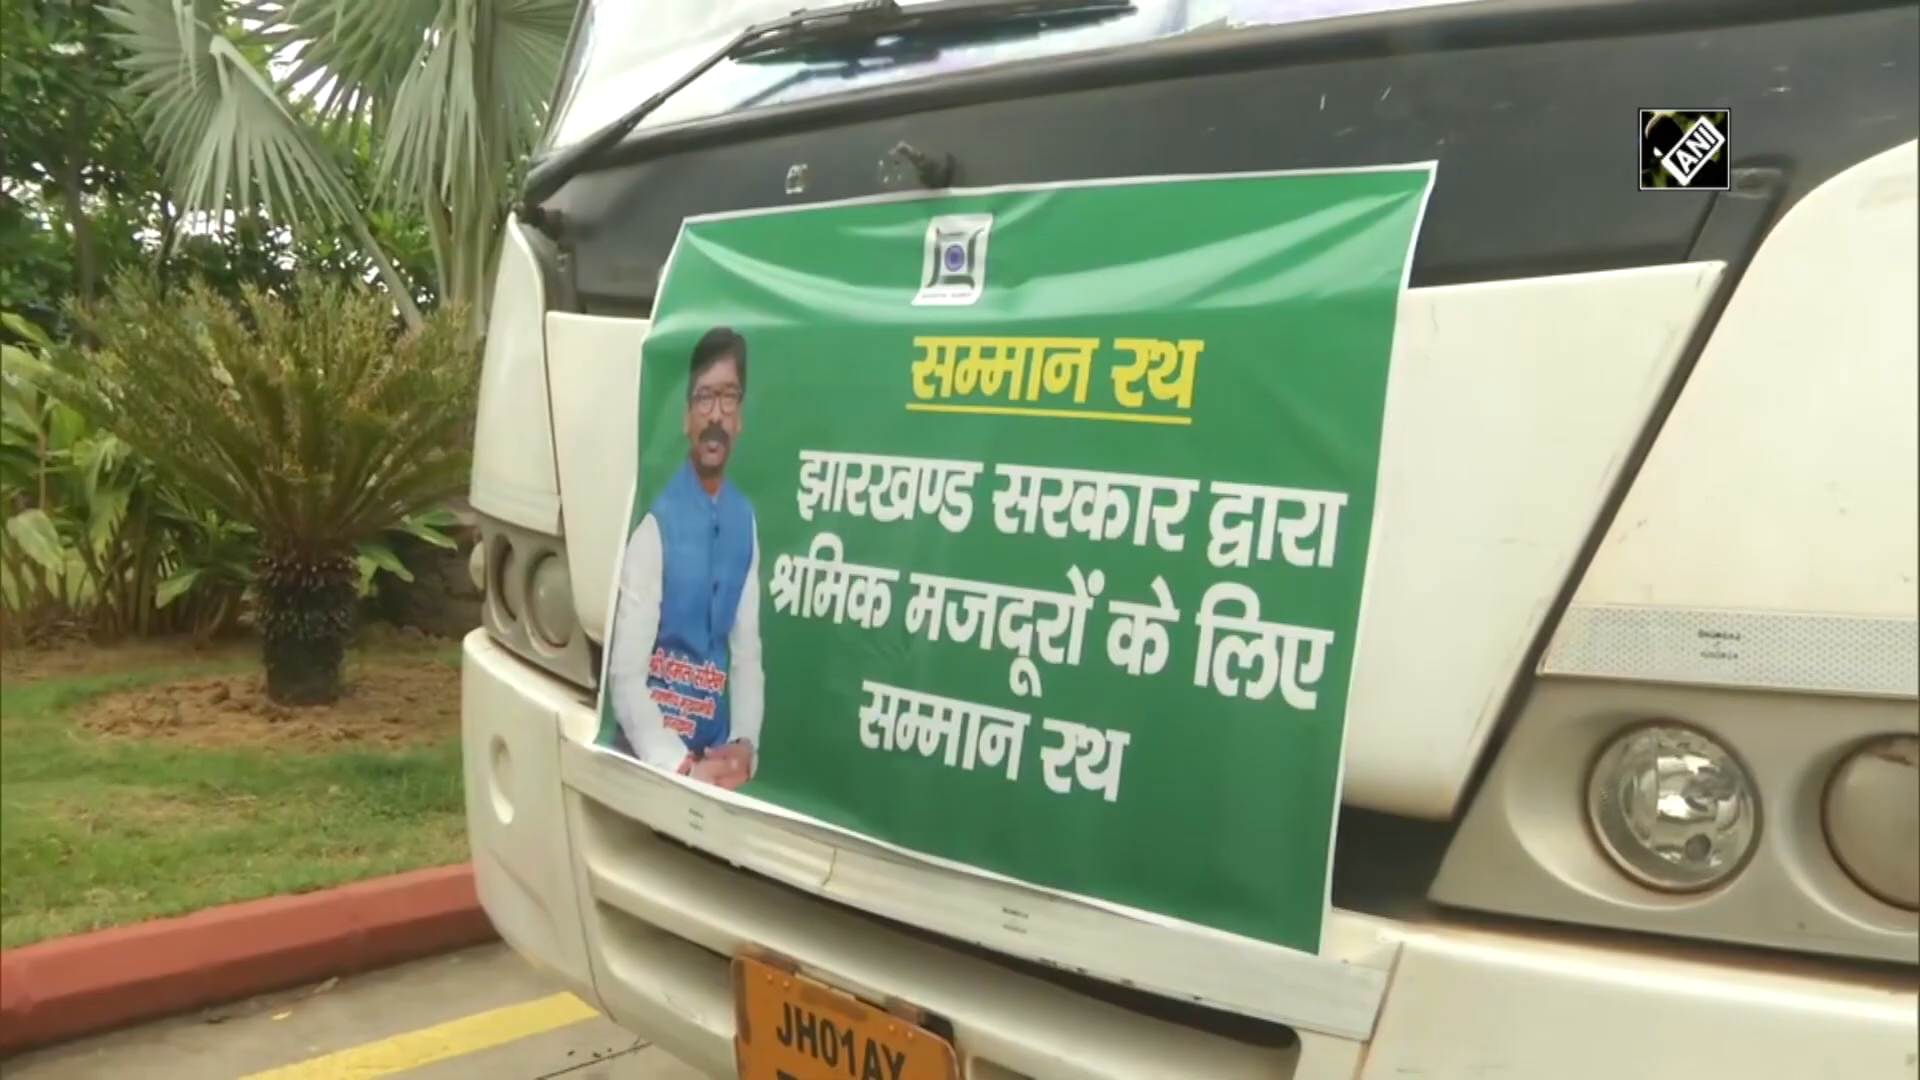 ANI
सम्मान रथ
झारखण्ड सरकार द्वारा
श्रमिक मजदूरों के लिए
सम्मान रथ
श्री हेमंत सोरेन
JH01AY